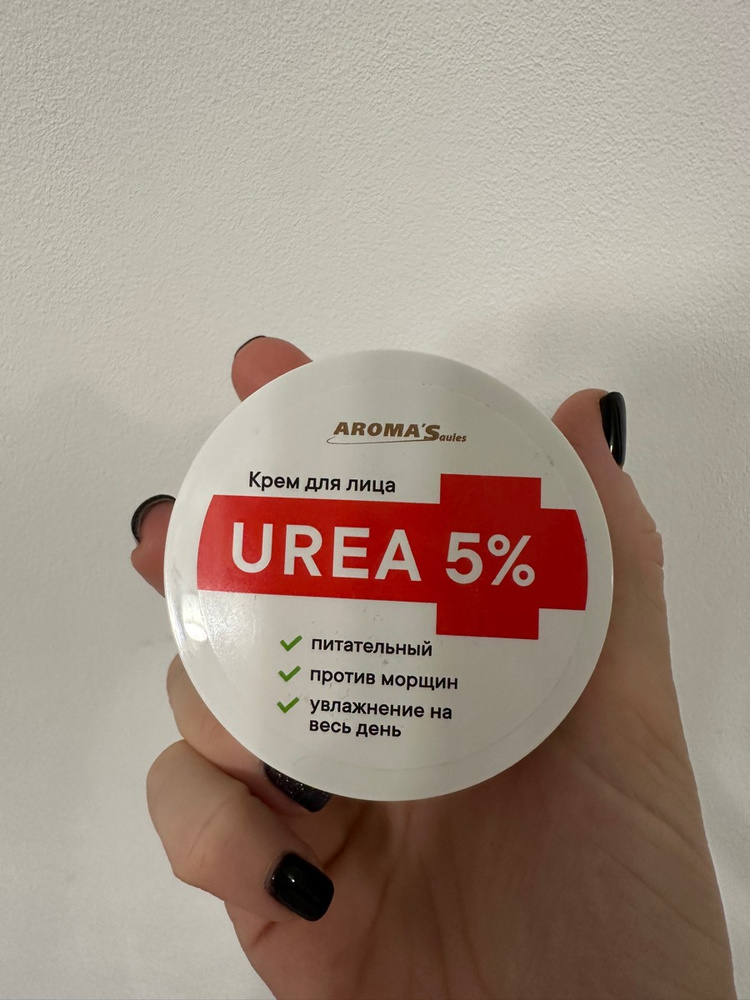 AROMA'Saules
Крем для лица
UREA 5%
питательный
против морщин
увлажнение на
весь день